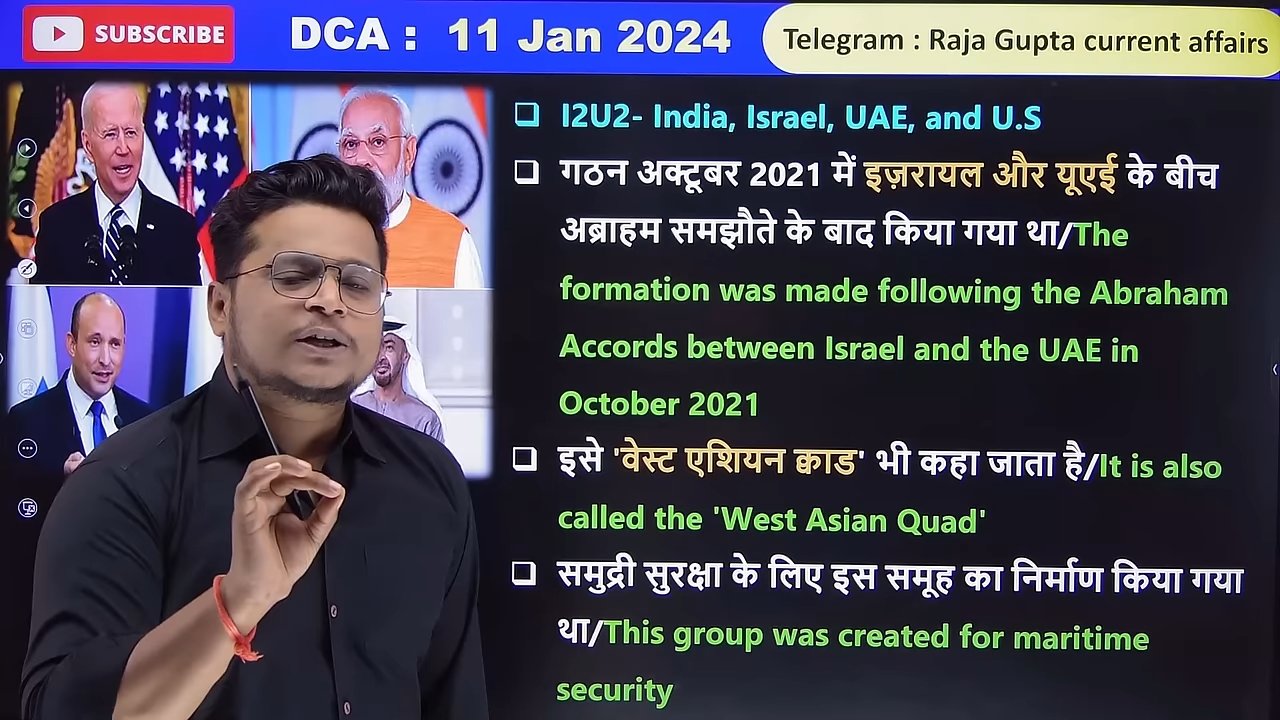 SUBSCRIBE
DCA : 11 Jan 2024
Telegram : Raja Gupta current affairs
I2U2- India, Israel, UAE, and U.S
गठन अक्टूबर 2021 में इज़रायल और यूएई के बीच
अब्राहम समझौते के बाद किया गया था/The
formation was made following the Abraham
Accords between Israel and the UAE in
October 2021
इसे 'वेस्ट एशियन क्वाड' भी कहा जाता है/It is also
called the 'West Asian Quad'
समुद्री सुरक्षा के लिए इस समूह का निर्माण किया गया
था/This group was created for maritime
security